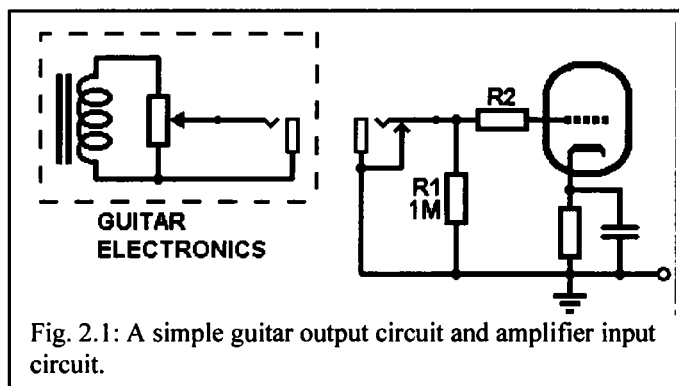 R2
R1
1M
GUITAR
ELECTRONICS
Fig. 2.1: A simple guitar output circuit and amplifier input
circuit.